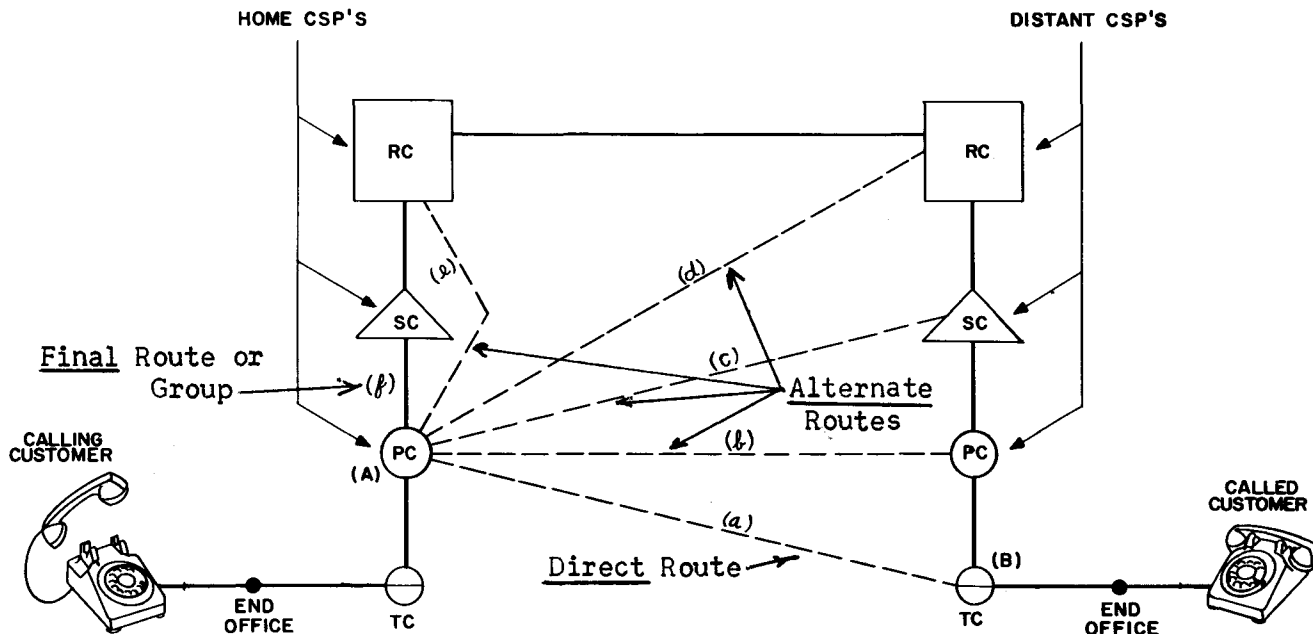 HOME CSP'S
DISTANT CSP'S
RC
RC
(e)
(d)
SC
SC
(c)
Final Route or
Group
(f)
Alternate
Routes
CALLING
CUSTOMER
PC
(A)
(b)
PC
CALLED
CUSTOMER
(a)
Direct Route
(B)
END
OFFICE
TC
TC
END
OFFICE